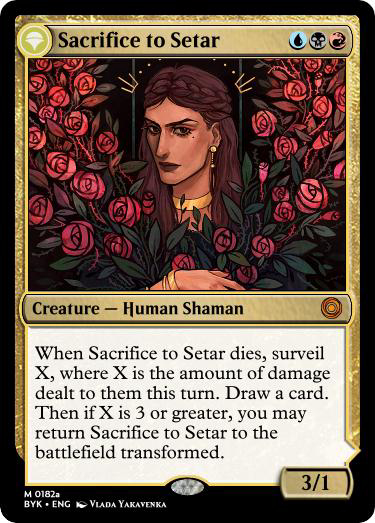 Sacrifice to Setar
Creature — Human Shaman
When Sacrifice to Setar dies, surveil
X, where X is the amount of damage
dealt to them this turn. Draw a card.
Then if X is 3 or greater, you may
return Sacrifice to Setar to the
battlefield transformed.
3/1
M 0182a
BYK • ENG Vlada Yakavenka